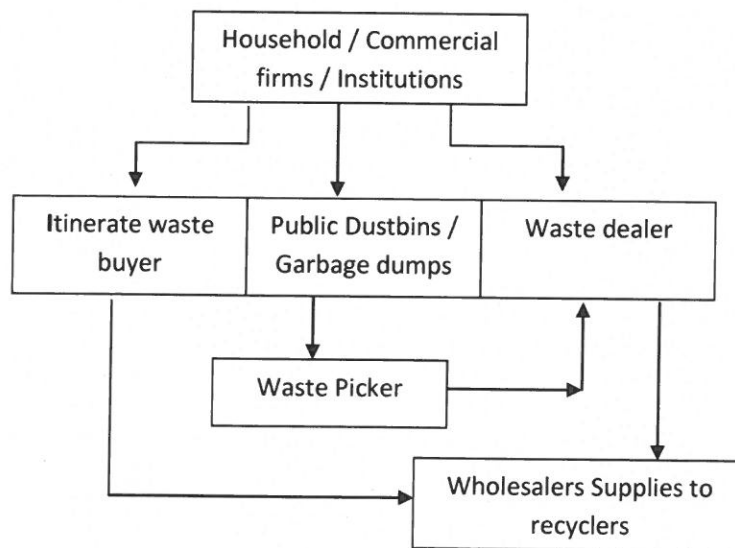 Household / Commercial
firms / Institutions
Itinerate waste
buyer
Public Dustbins /
Garbage dumps
Waste dealer
Waste Picker
Wholesalers Supplies to
recyclers